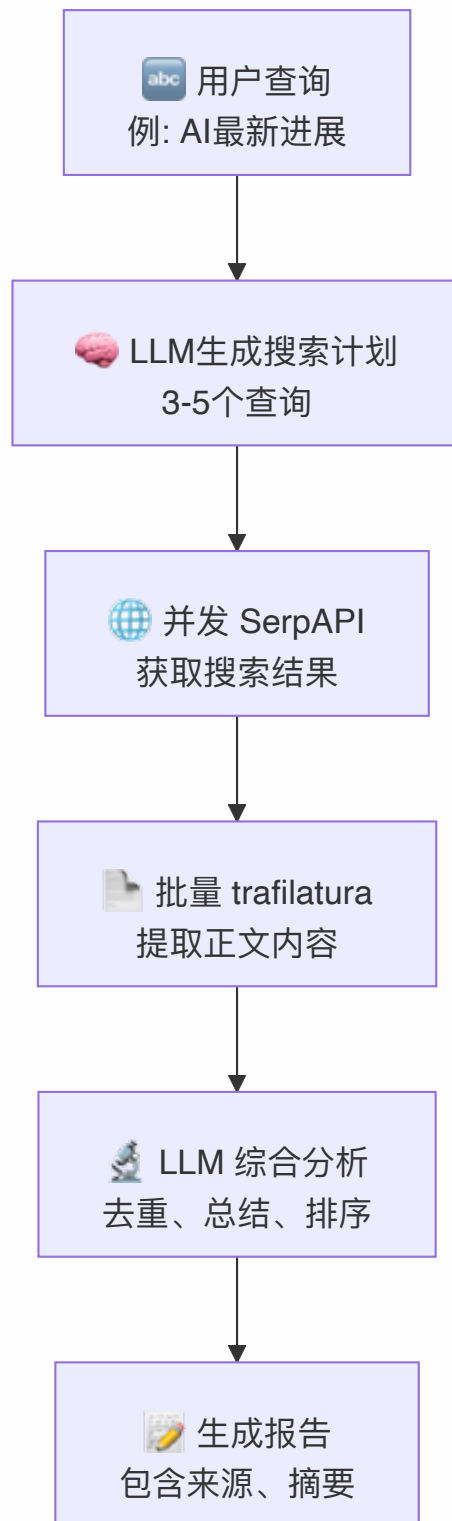 🔤 用户查询
例: AI最新进展
🧠 LLM生成搜索计划
3-5个查询
🌐 并发 SerpAPI
获取搜索结果
📄 批量 trafilatura
提取正文内容
🔬 LLM 综合分析
去重、总结、排序
📝 生成报告
包含来源、摘要